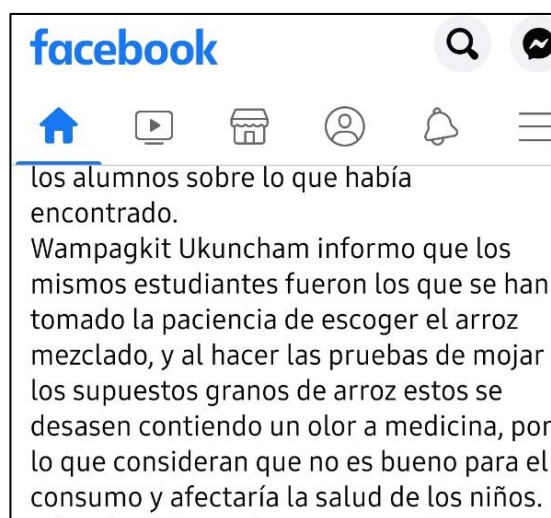 facebook
los alumnos sobre lo que había
encontrado.
Wampagkit Ukuncham informo que los
mismos estudiantes fueron los que se han
tomado la paciencia de escoger el arroz
mezclado, y al hacer las pruebas de mojar
los supuestos granos de arroz estos se
desasen contiendo un olor a medicina, por
lo que consideran que no es bueno para el
consumo y afectaría la salud de los niños.